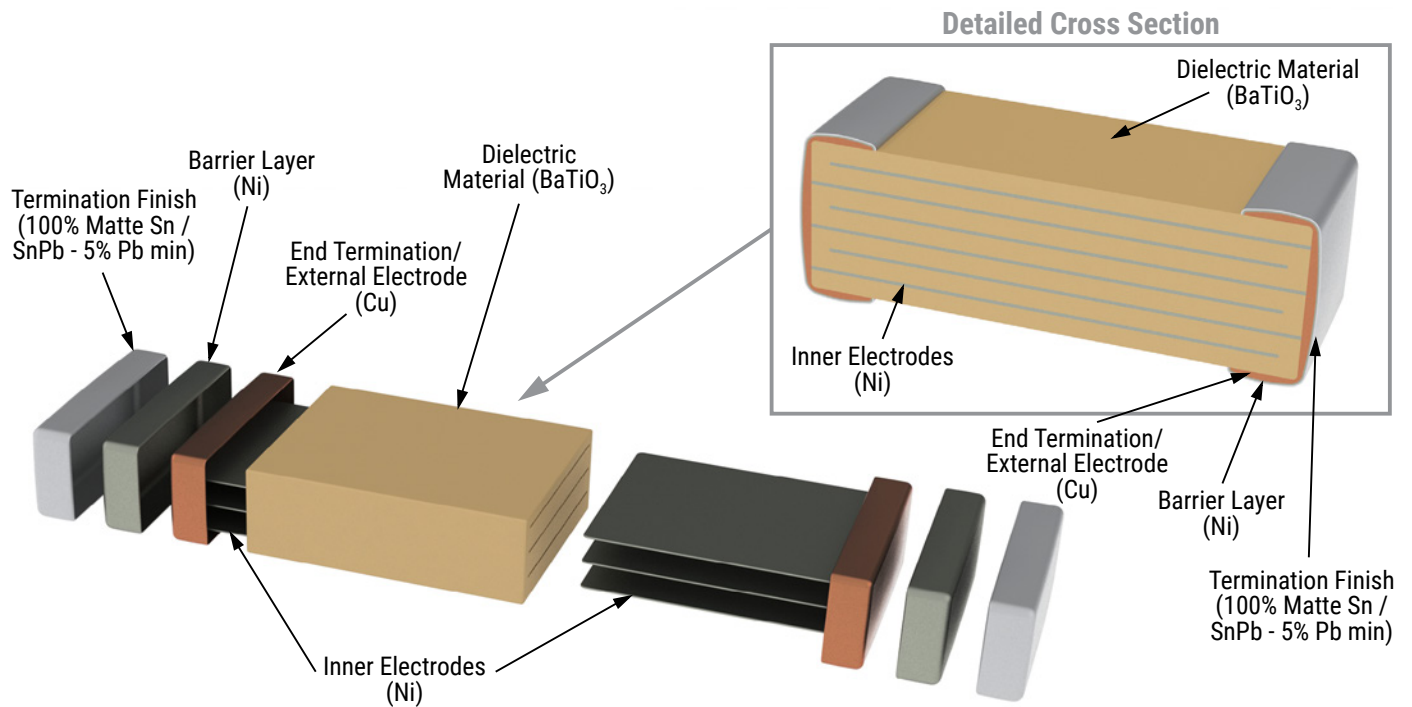 Detailed Cross Section
Dielectric Material
(BaTiO₃)
Inner Electrodes
(Ni)
End Termination/
External Electrode
(Cu)
Barrier Layer
(Ni)
Termination Finish
(100% Matte Sn /
SnPb - 5% Pb min)
Termination Finish
(100% Matte Sn /
SnPb - 5% Pb min)
Barrier Layer
(Ni)
End Termination/
External Electrode
(Cu)
Dielectric
Material (BaTiO₃)
Inner Electrodes
(Ni)